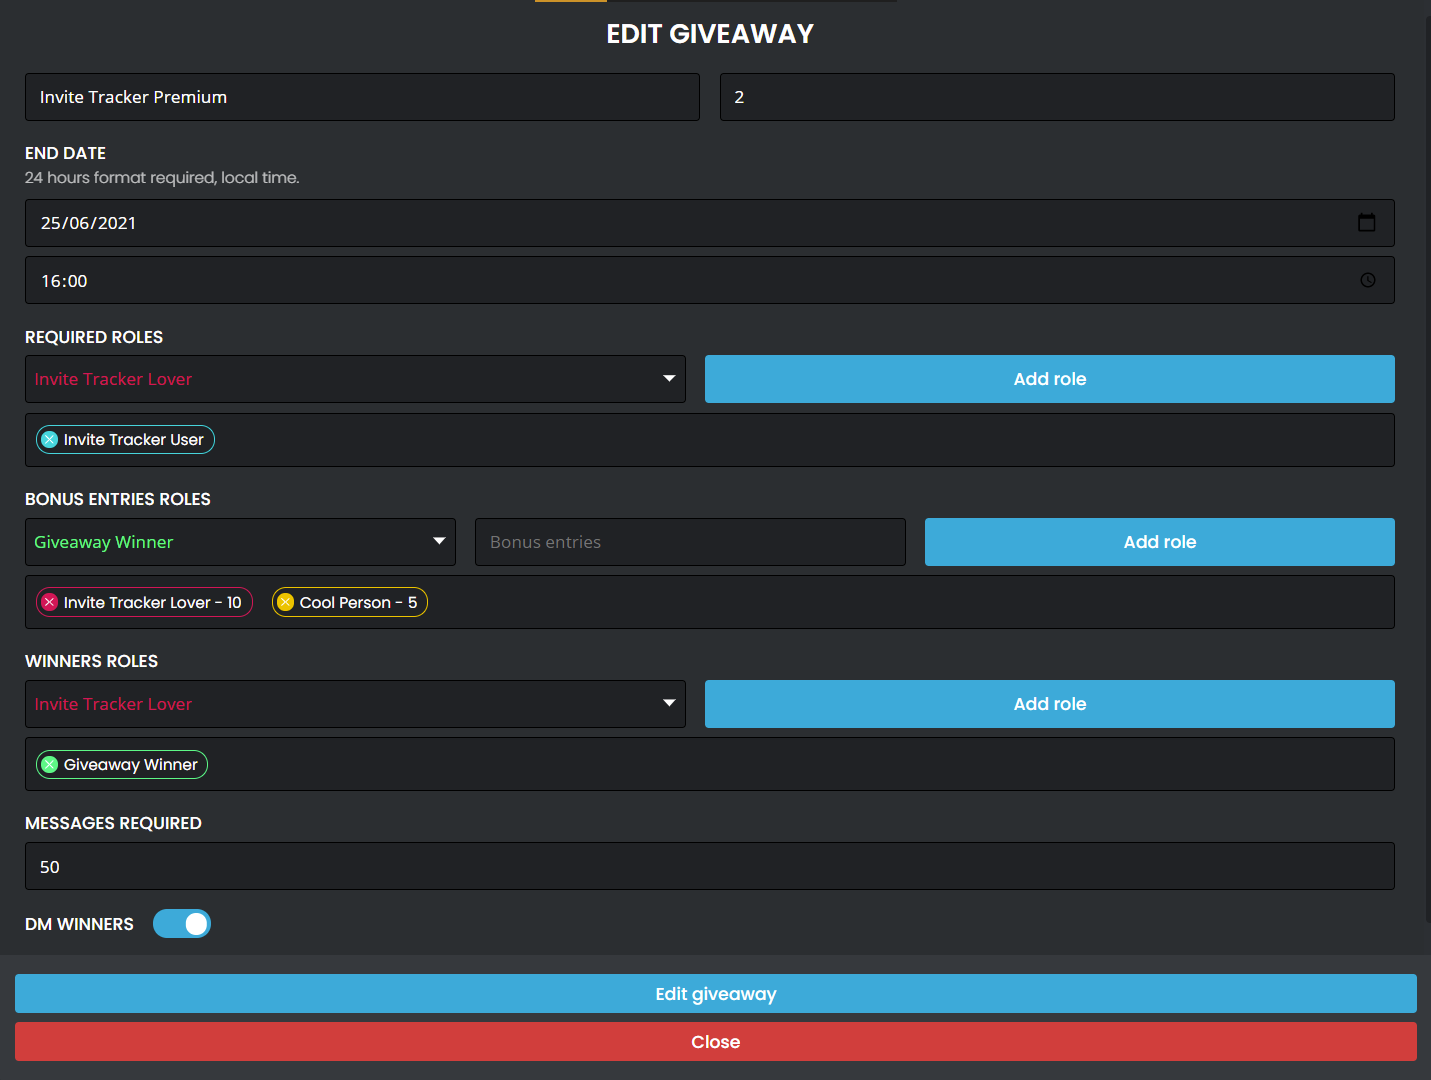 EDIT GIVEAWAY
Invite Tracker Premium
2
END DATE
24 hours format required, local time.
25/06/2021
16:00
REQUIRED ROLES
Invite Tracker Lover
Add role
Invite Tracker User
BONUS ENTRIES ROLES
Giveaway Winner
Bonus entries
Add role
Invite Tracker Lover - 10
Cool Person - 5
WINNERS ROLES
Invite Tracker Lover
Add role
Giveaway Winner
MESSAGES REQUIRED
50
DM WINNERS
Edit giveaway
Close